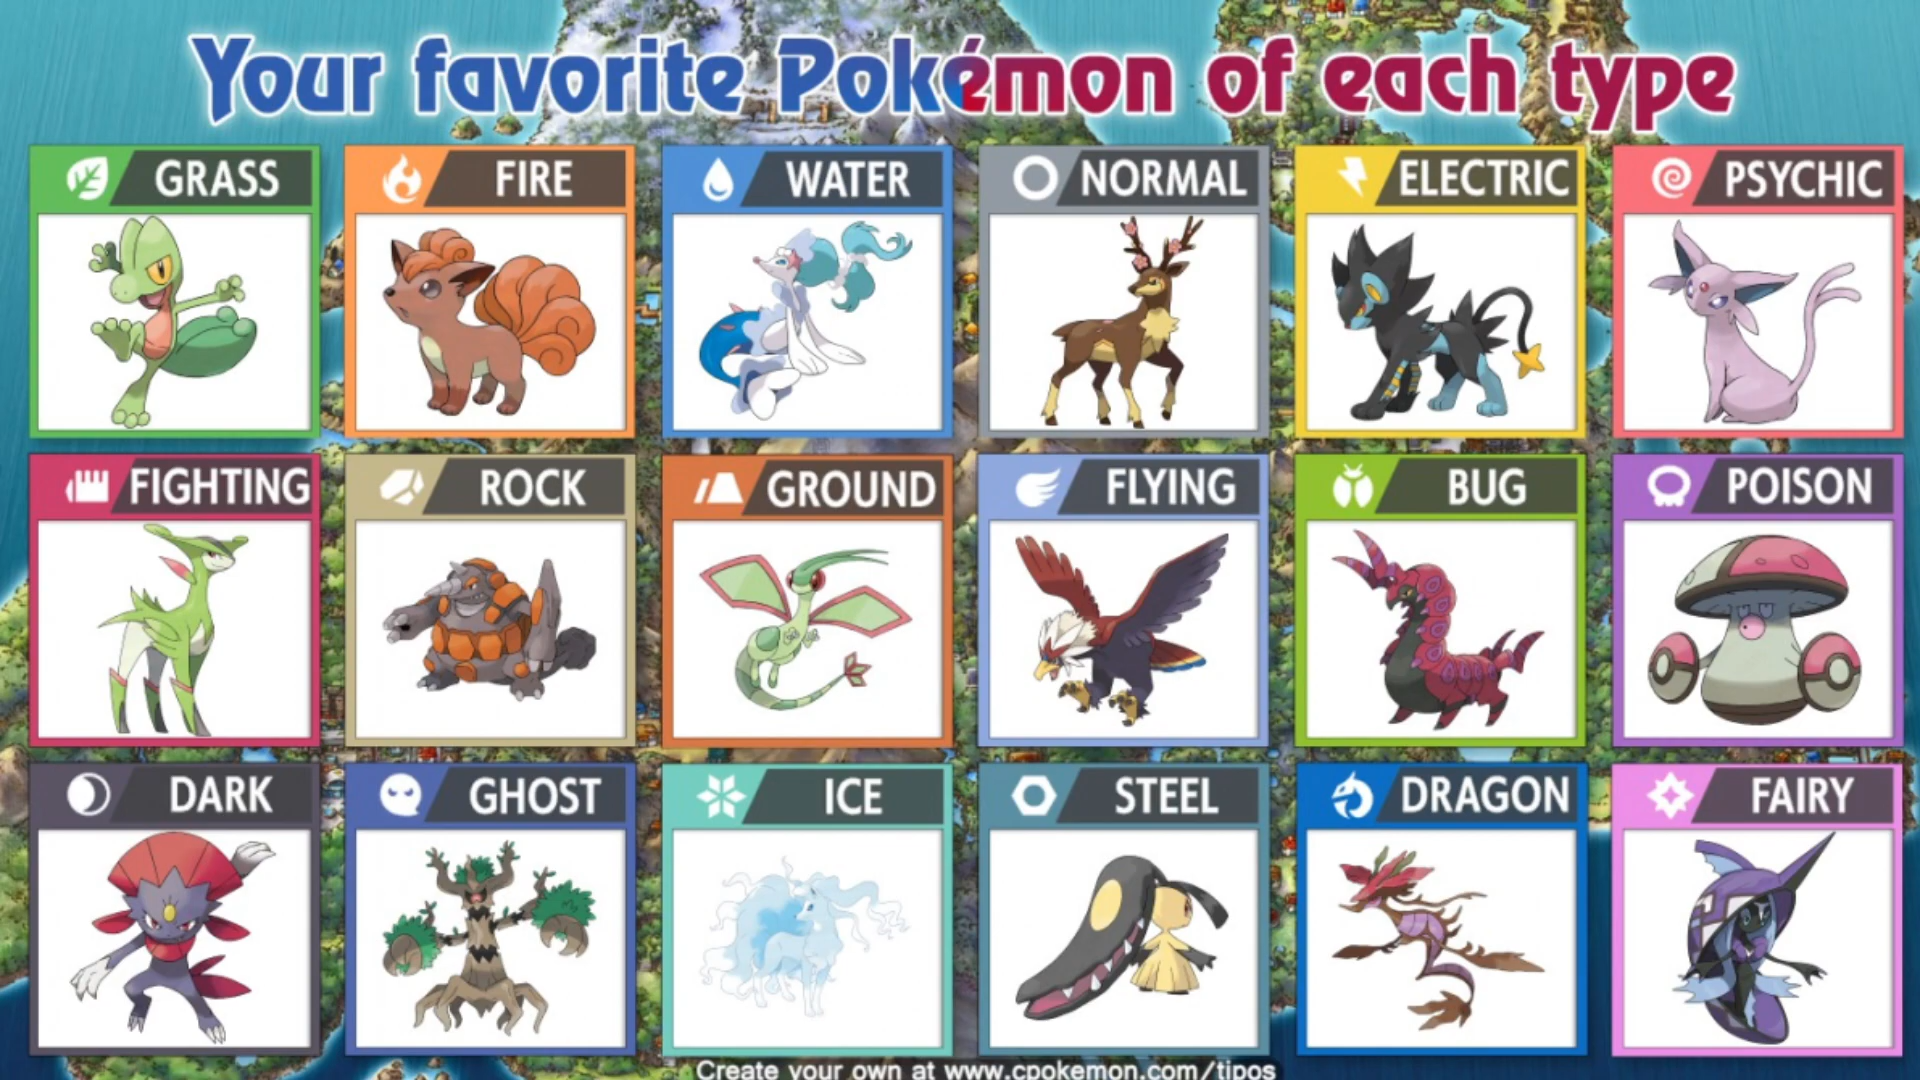 Your favorite Pokémon of each type
GRASS
FIRE
WATER
NORMAL
ELECTRIC
PSYCHIC
FIGHTING
ROCK
GROUND
FLYING
BUG
POISON
DARK
GHOST
ICE
STEEL
DRAGON
FAIRY
Create your own at www.cpokemon.com/tipos